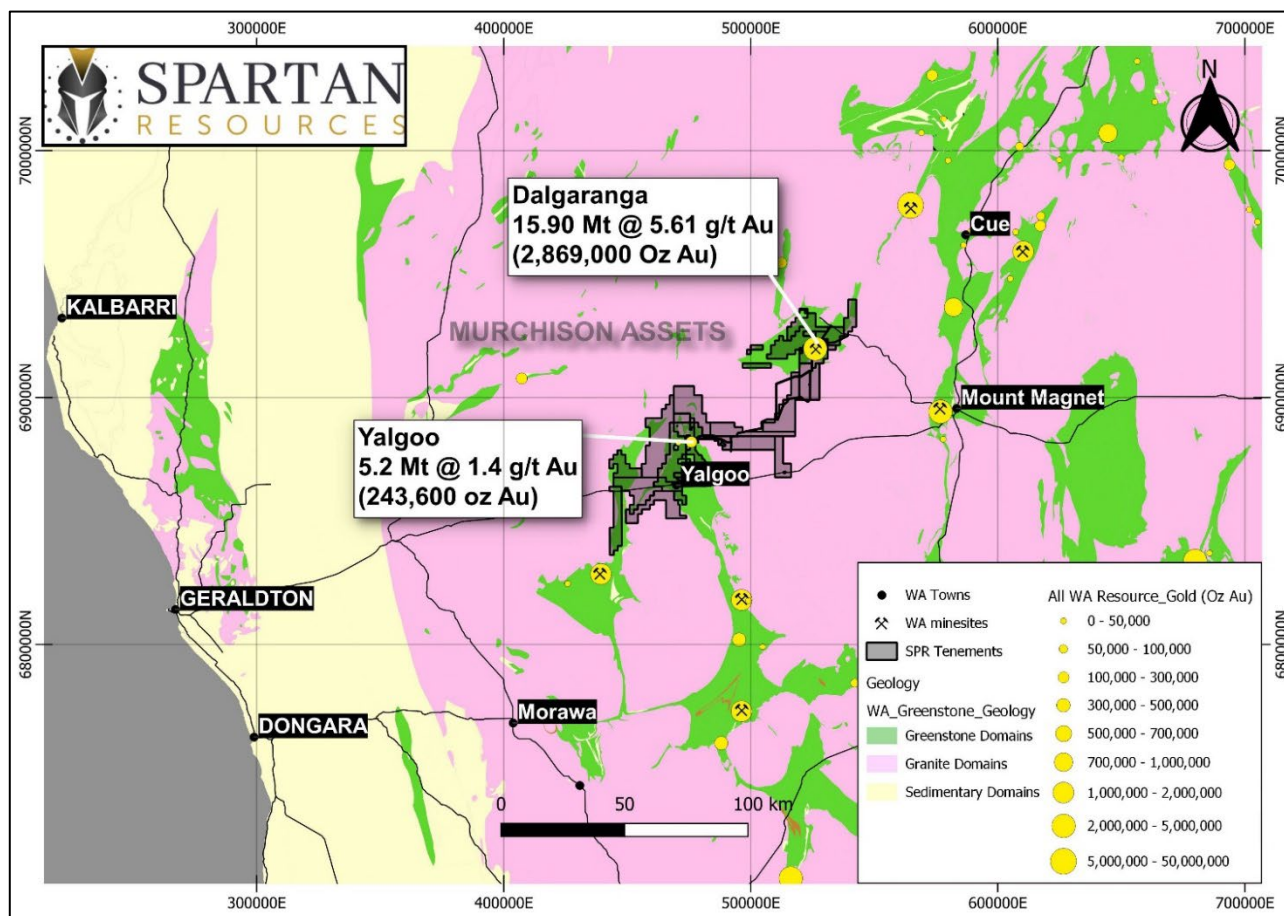 300000E 400000E 500000E 600000E 700000E
SPARTAN
RESOURCES
N
7000000N 7000000N
Dalgaranga
15.90 Mt @ 5.61 g/t Au
(2,869,000 Oz Au)
Cue
KALBARRI
MURCHISON ASSETS
6900000N 6900000N
Mount Magnet
Yalgoo
5.2 Mt @ 1.4 g/t Au
(243,600 oz Au)
Yalgoo
GERALDTON
6800000N 6800000N
Morawa
DONGARA
0 50 100 km
WA Towns
WA minesites
SPR Tenements
Geology
WA_Greenstone_Geology
Greenstone Domains
Granite Domains
Sedimentary Domains
All WA Resource_Gold (Oz Au)
0 - 50,000
50,000 - 100,000
100,000 - 300,000
300,000 - 500,000
500,000 - 700,000
700,000 - 1,000,000
1,000,000 - 2,000,000
2,000,000 - 5,000,000
5,000,000 - 50,000,000
300000E 400000E 500000E 600000E 700000E